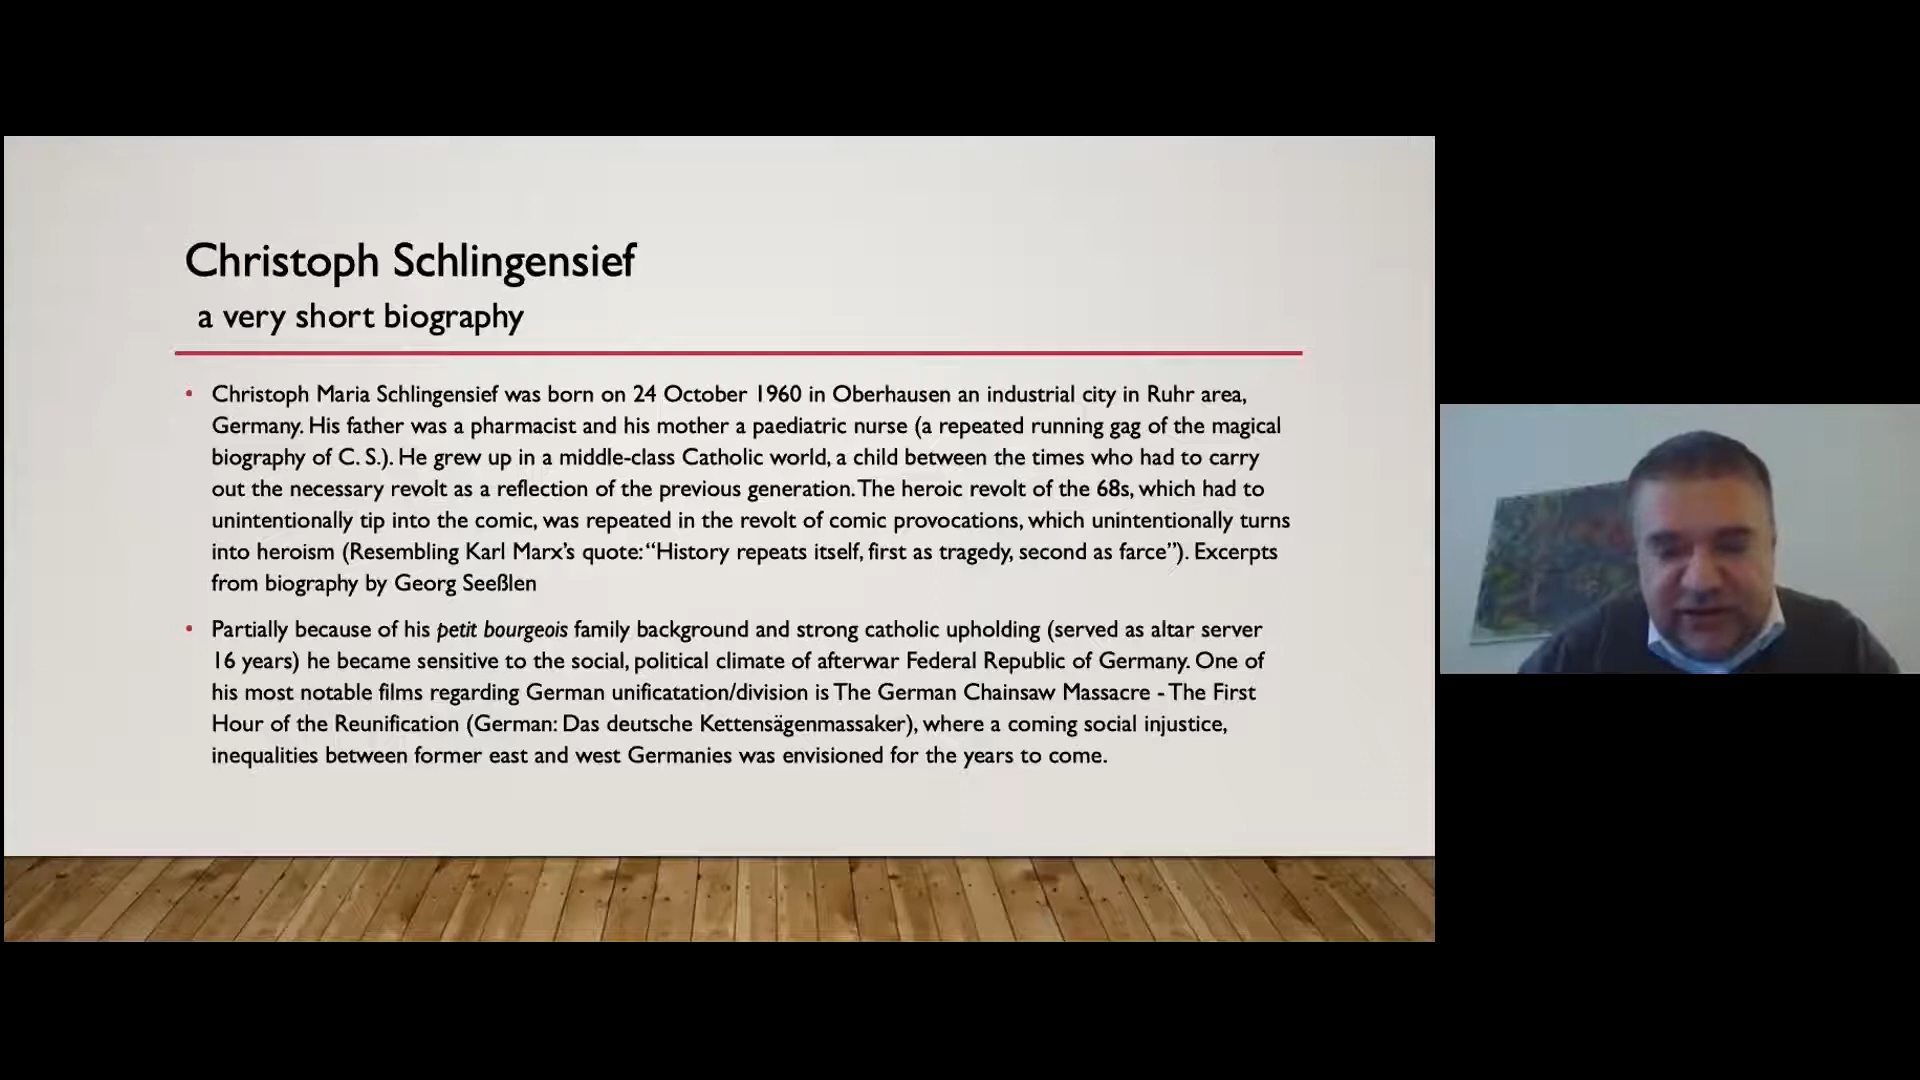 Christoph Schlingensief
a very short biography
• Christoph Maria Schlingensief was born on 24 October 1960 in Oberhausen an industrial city in Ruhr area,
Germany. His father was a pharmacist and his mother a paediatric nurse (a repeated running gag of the magical
biography of C. S.). He grew up in a middle-class Catholic world, a child between the times who had to carry
out the necessary revolt as a reflection of the previous generation. The heroic revolt of the 68s, which had to
unintentionally tip into the comic, was repeated in the revolt of comic provocations, which unintentionally turns
into heroism (Resembling Karl Marx’s quote: “History repeats itself, first as tragedy, second as farce”). Excerpts
from biography by Georg Seeßlen
• Partially because of his petit bourgeois family background and strong catholic upholding (served as altar server
16 years) he became sensitive to the social, political climate of afterwar Federal Republic of Germany. One of
his most notable films regarding German unificatation/division is The German Chainsaw Massacre - The First
Hour of the Reunification (German: Das deutsche Kettensägenmassaker), where a coming social injustice,
inequalities between former east and west Germanies was envisioned for the years to come.